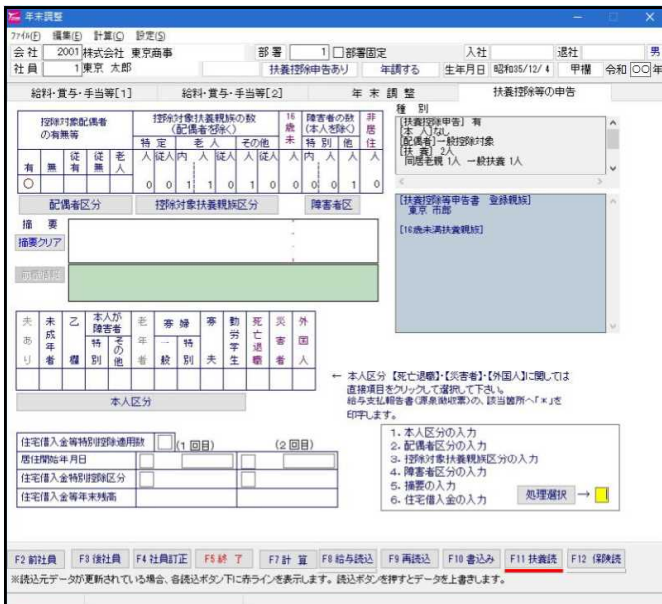 年末調整
ファイル(F) 編集(E) 計算(C) 設定(S)
会社 2001 株式会社 東京商事 部署 1 部署固定 入社 退社 男
社員 1 東京 太郎 扶養控除申告あり 年調する 生年月日 昭和35/12/ 4 甲欄 令和 〇〇 年
給料・賞与・手当等[1] 給料・賞与・手当等[2] 年 末 調 整 扶養控除等の申告
控除対象配偶者の有無等
有 無 従有 従無 老人
○
控除対象扶養親族の数
(配偶者を除く)
特 定 老 人 その他
人 従人 内 人 従人 人 従人
0 0 1 1 0 1 0
16歳未
人
0
障害者の数
(本人を除く)
特 別 他
内 人 人
0 0 1
非居住
人
0
配偶者区分 控除対象扶養親族区分 障害者区
種 別
[扶養控除申告] 有
[本 人]なし
[配偶者]一般控除対象
[扶 養] 2人
同居老親 1人 一般扶養 1人
[扶養控除等申告書 登録親族]
東京 市郎
[16歳未満扶養親族]
摘 要
摘要クリア
夫あり 未成年者 乙欄 本人が障害者 特別 その他 老年者 寡婦 一般 特別 寡夫 勤労学生 死亡退職 災害者 外国人
本人区分
← 本人区分【死亡退職】・【災害者】・【外国人】に関しては
直接項目をクリックして選択して下さい。
給与支払報告書(源泉徴収票)の、該当箇所へ「*」を
印字します。
住宅借入金等特別控除適用数 (1 回目) (2 回目)
居住開始年月日
住宅借入金特別控除区分
住宅借入金等年末残高
1. 本人区分の入力
2. 配偶者区分の入力
3. 控除対象扶養親族区分の入力
4. 障害者区分の入力
5. 摘要の入力
6. 住宅借入金の入力
処理選択 →
F2 前社員 F3 後社員 F4 社員訂正 F5 終 了 F7 計 算 F8 給与読込 F9 再読込 F10 書込み F11 扶養読 F12 保険読
※読込元データが更新されている場合、各読込ボタン下に赤ラインを表示します。読込ボタンを押すとデータを上書きします。